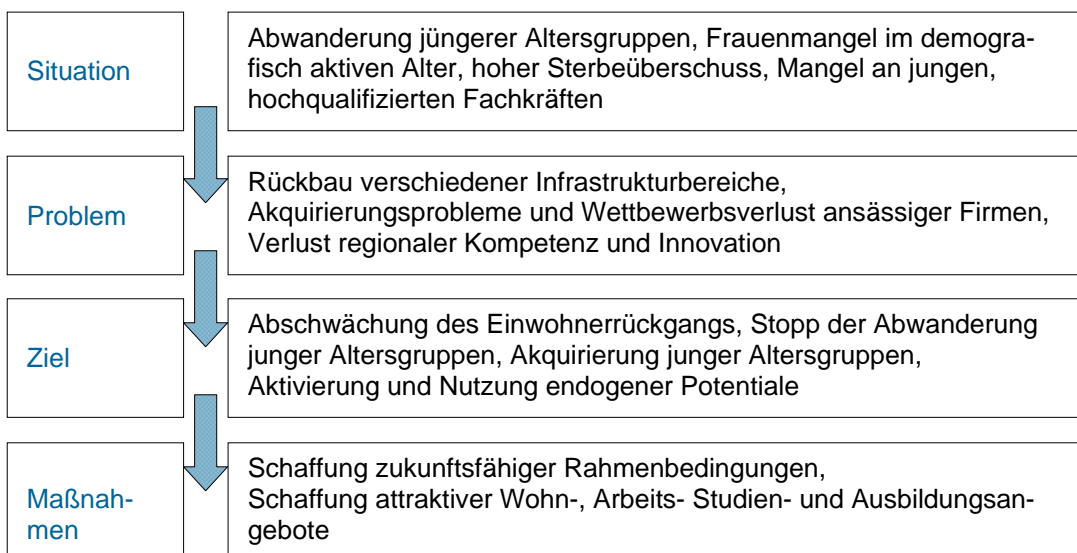 Situation
Abwanderung jüngerer Altersgruppen, Frauenmangel im demogra-
fisch aktiven Alter, hoher Sterbeüberschuss, Mangel an jungen,
hochqualifizierten Fachkräften
Problem
Rückbau verschiedener Infrastrukturbereiche,
Akquirierungsprobleme und Wettbewerbsverlust ansässiger Firmen,
Verlust regionaler Kompetenz und Innovation
Ziel
Abschwächung des Einwohnerrückgangs, Stopp der Abwanderung
junger Altersgruppen, Akquirierung junger Altersgruppen,
Aktivierung und Nutzung endogener Potentiale
Maßnah-
men
Schaffung zukunftsfähiger Rahmenbedingungen,
Schaffung attraktiver Wohn-, Arbeits- Studien- und Ausbildungsan-
gebote